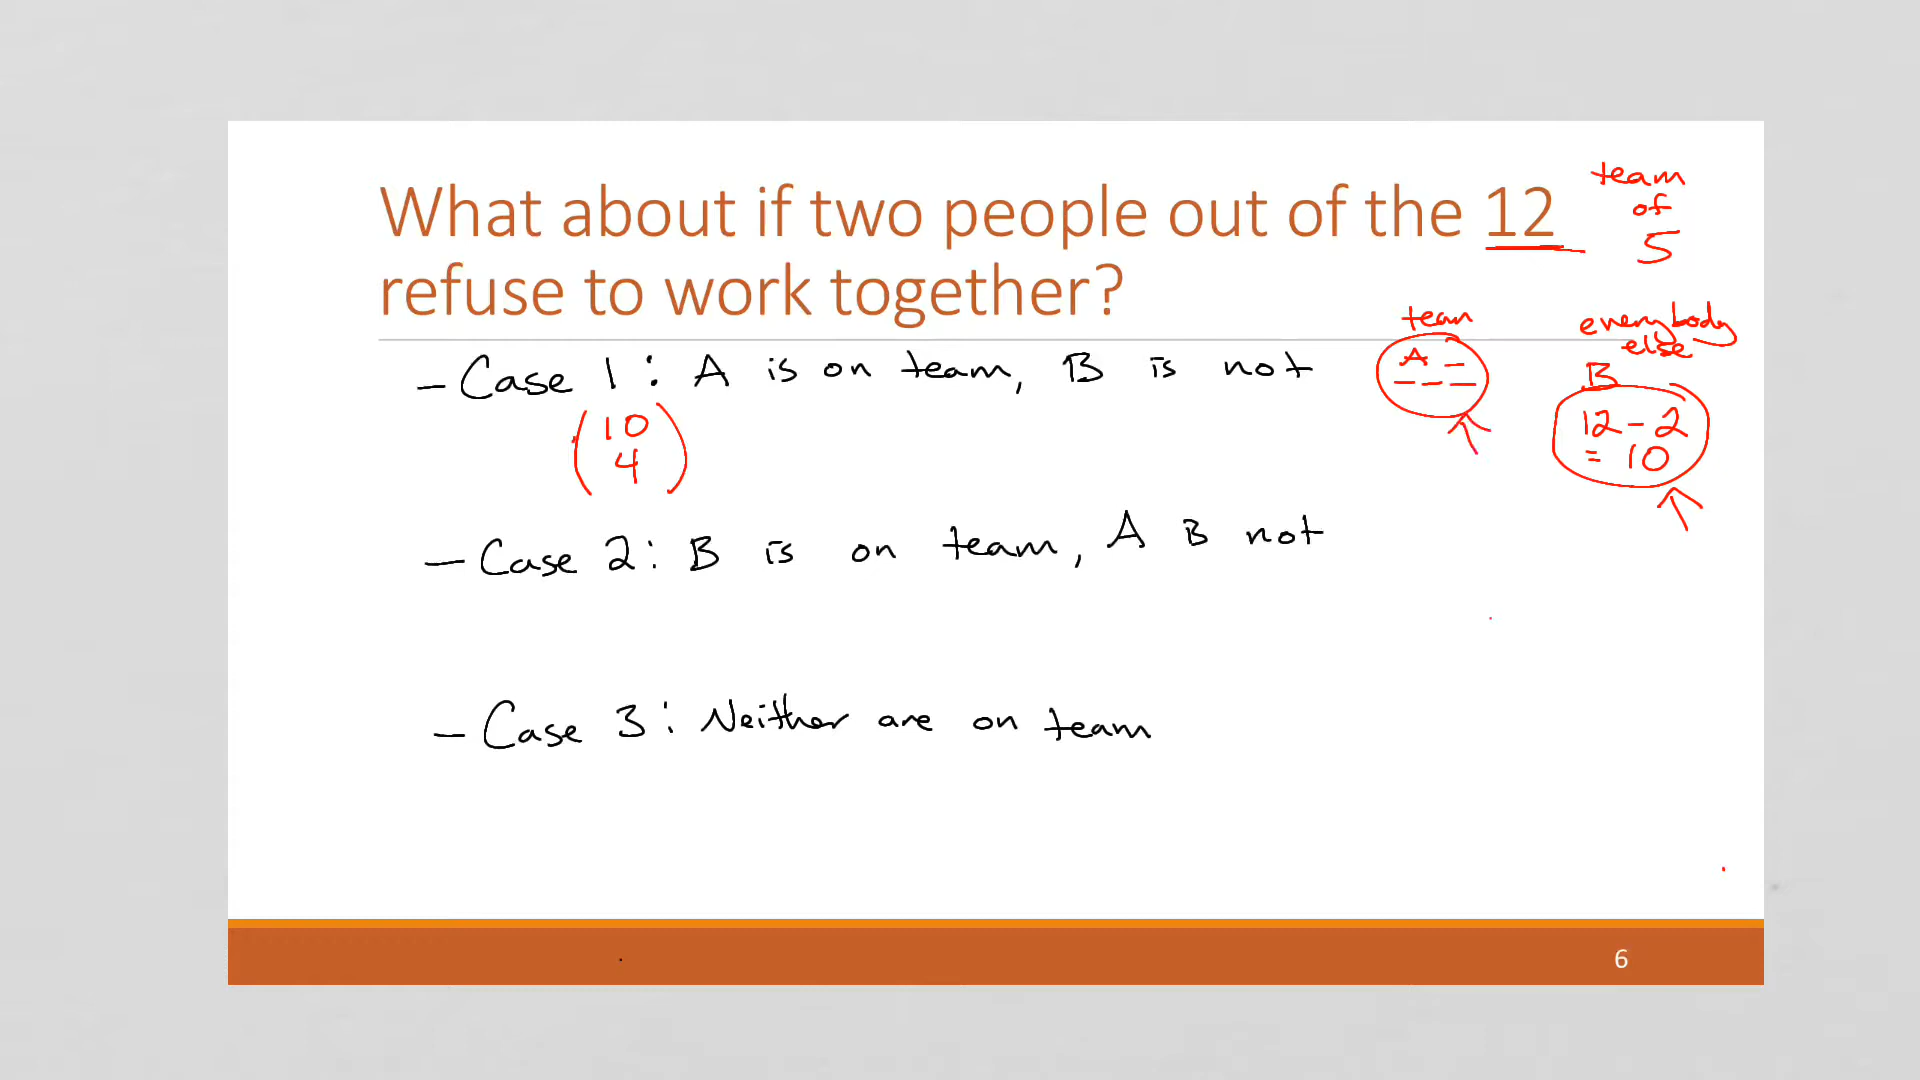 What about if two people out of the 12
refuse to work together?
team
of
5
team
A
everybody
else
B
12 - 2
= 10
- Case 1: A is on team, B is not
(10
4)
- Case 2: B is on team, A B not
- Case 3: Neither are on team
6